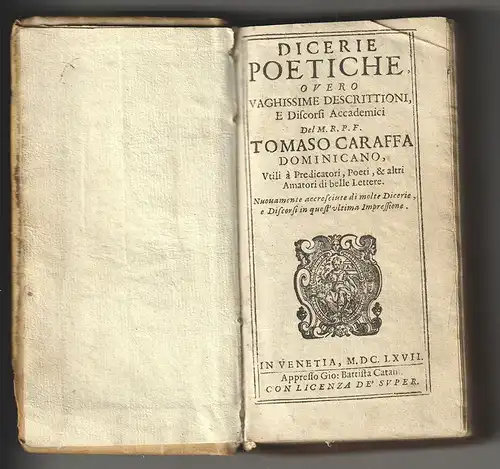 DICERIE
POETICHE,
OVERO
VAGHISSIME DESCRITTIONI,
E Discorsi Accademici
Del M. R. P. F.
TOMASO CARAFFA
DOMINICANO,
Vtili à Predicatori, Poeti, & altri
Amatori di belle Lettere.
Nuouamente accresciute di molte Dicerie,
e Discorsi in quest'vltima Impressione.
IN VENETIA, M.DC. LXVII.
Appresso Gio: Battista Catani.
CON LICENZA DE' SVPER.